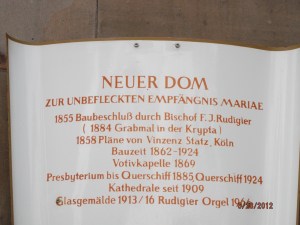 NEUER DOM
ZUR UNBEFLECKTEN EMPFÄNGNIS MARIAE
1855 Baubeschluß durch Bischof F. J. Rudigier
( 1884 Grabmal in der Krypta )
1858 Pläne von Vinzenz Statz, Köln
Bauzeit 1862-1924
Votivkapelle 1869
Presbyterium bis Querschiff 1885, Querschiff 1924
Kathedrale seit 1909
Glasgemälde 1913/16 Rudigier Orgel
2012